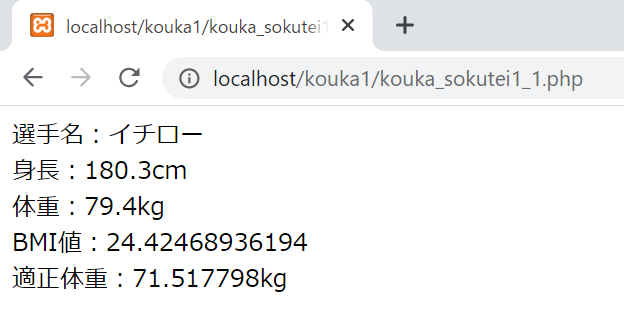 localhost/kouka1/kouka_sokutei1
localhost/kouka1/kouka_sokutei1_1.php
選手名：イチロー
身長：180.3cm
体重：79.4kg
BMI値：24.42468936194
適正体重：71.517798kg